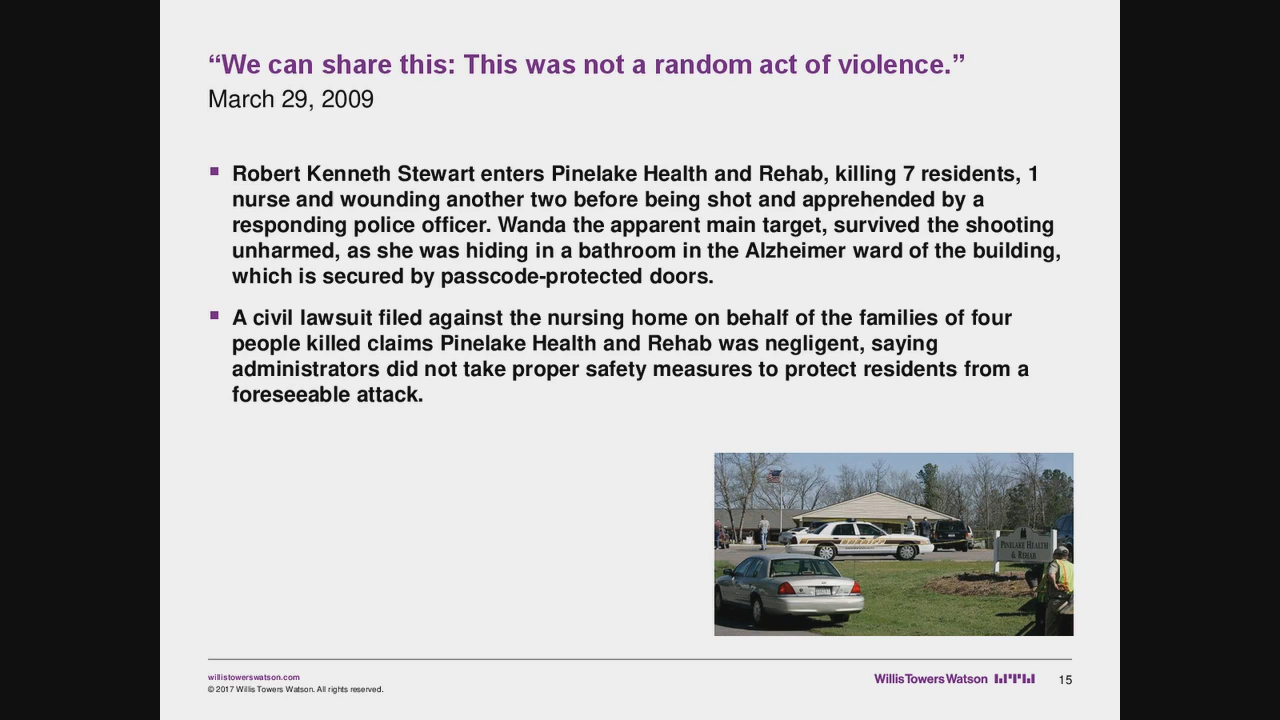 “We can share this: This was not a random act of violence.”
March 29, 2009
Robert Kenneth Stewart enters Pinelake Health and Rehab, killing 7 residents, 1
nurse and wounding another two before being shot and apprehended by a
responding police officer. Wanda the apparent main target, survived the shooting
unharmed, as she was hiding in a bathroom in the Alzheimer ward of the building,
which is secured by passcode-protected doors.
A civil lawsuit filed against the nursing home on behalf of the families of four
people killed claims Pinelake Health and Rehab was negligent, saying
administrators did not take proper safety measures to protect residents from a
foreseeable attack.
PINELAKE HEALTH
& REHAB
willistowerswatson.com
© 2017 Willis Towers Watson. All rights reserved.
WillisTowersWatson
15